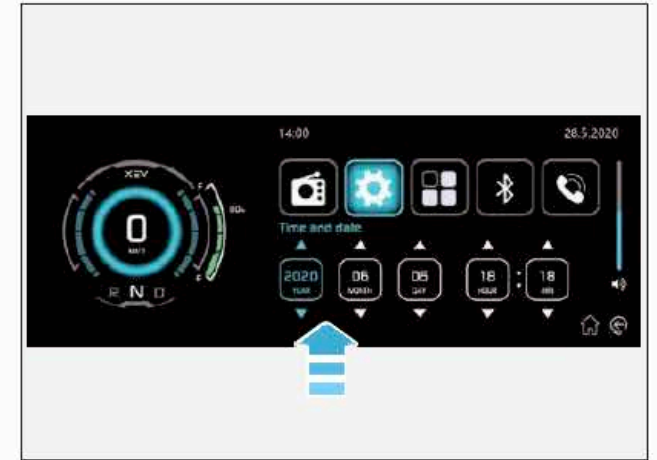 14:00
28.5.2020
XEV
F
80%
0
F
R N D
Time and date
2020
YEAR
06
MONTH
06
DAY
18
HOUR
:
18
MIN